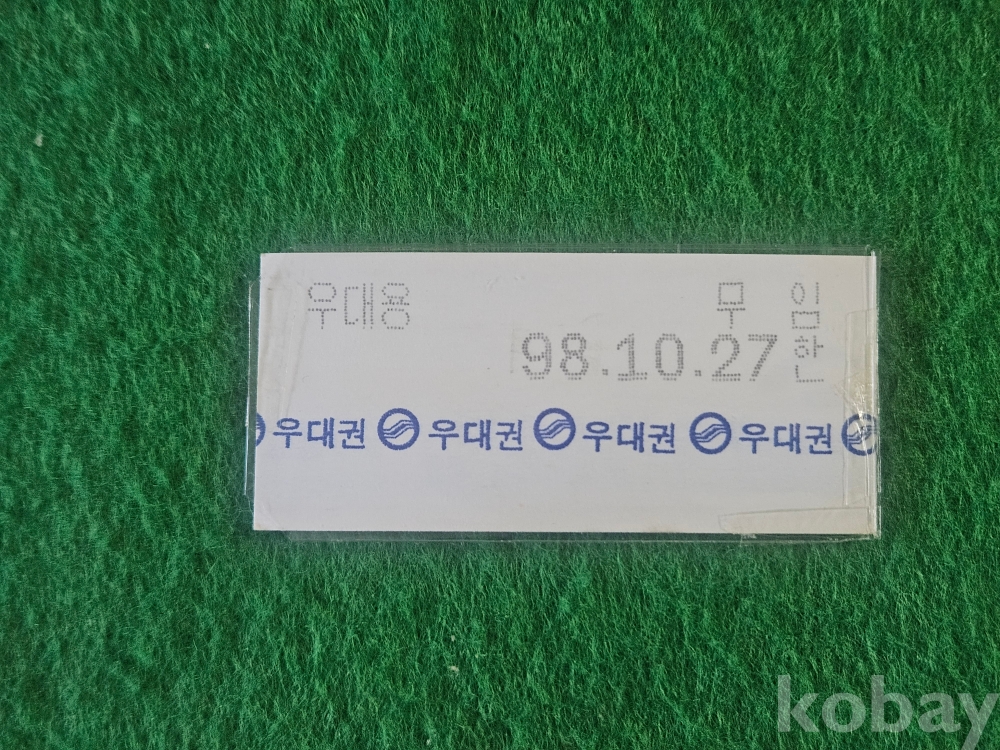 우대용 무 임
98.10.27 한
우대권 우대권 우대권 우대권
kobay